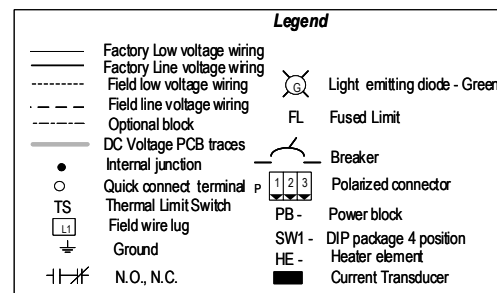 Legend
Factory Low voltage wiring
Factory Line voltage wiring
Field low voltage wiring
Field line voltage wiring
Optional block
DC Voltage PCB traces
Internal junction
Quick connect terminal
TS Thermal Limit Switch
L1 Field wire lug
Ground
N.O., N.C.
G Light emitting diode - Green
FL Fused Limit
Breaker
P 1 2 3 Polarized connector
PB - Power block
SW1 - DIP package 4 position
HE - Heater element
Current Transducer